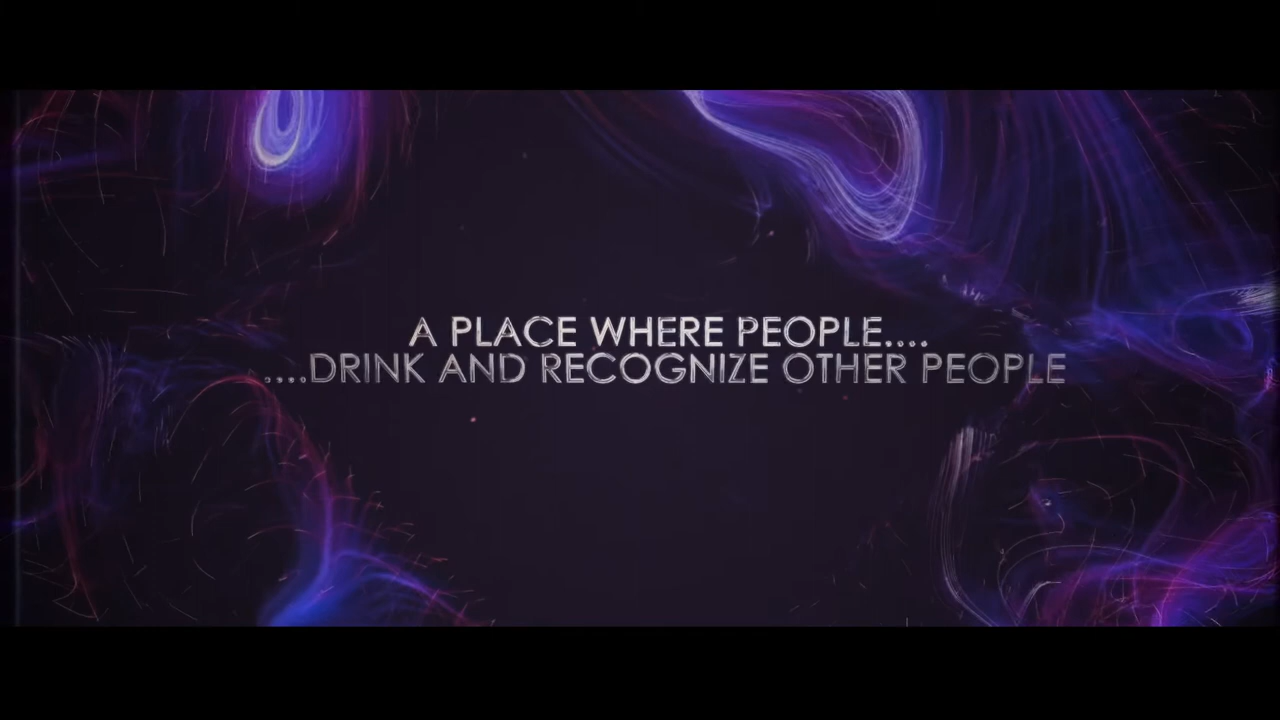 A PLACE WHERE PEOPLE....
....DRINK AND RECOGNIZE OTHER PEOPLE